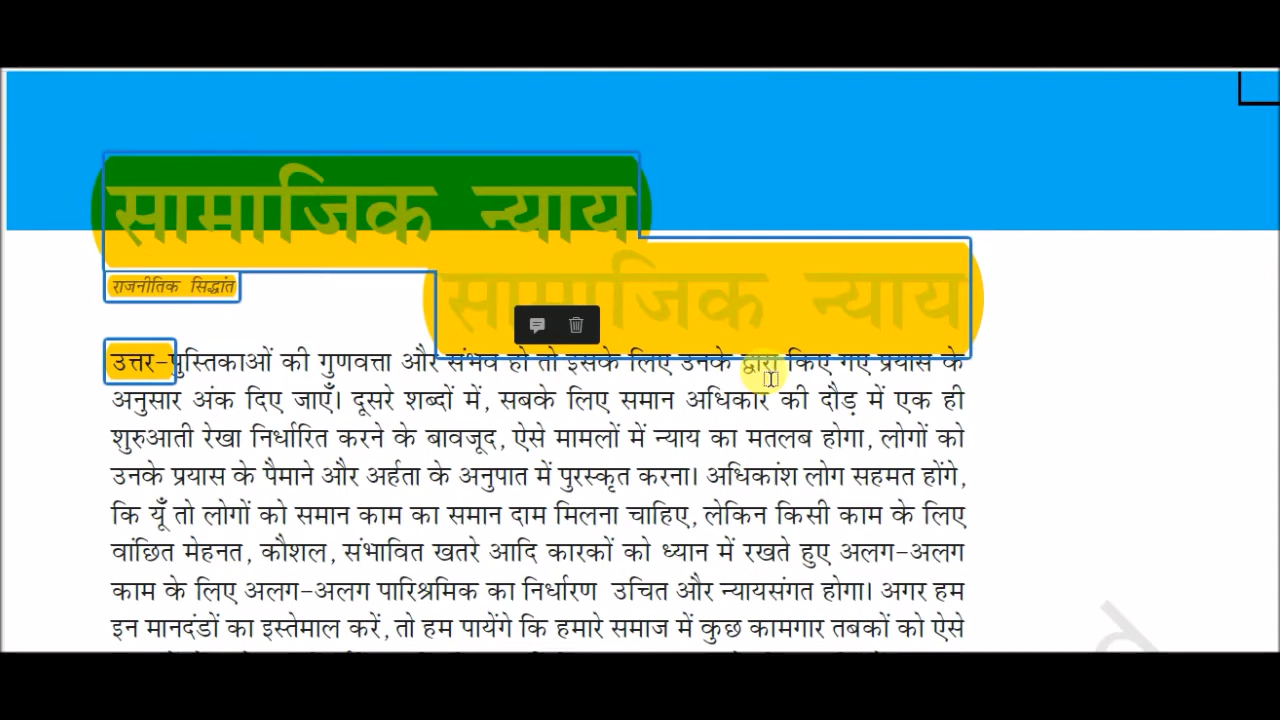 सामाजिक न्याय
सामाजिक न्याय
राजनीतिक सिद्धांत
उत्तर-पुस्तिकाओं की गुणवत्ता और संभव हो तो इसके लिए उनके द्वारा किए गए प्रयास के
अनुसार अंक दिए जाएँ। दूसरे शब्दों में, सबके लिए समान अधिकार की दौड़ में एक ही
शुरुआती रेखा निर्धारित करने के बावजूद, ऐसे मामलों में न्याय का मतलब होगा, लोगों को
उनके प्रयास के पैमाने और अर्हता के अनुपात में पुरस्कृत करना। अधिकांश लोग सहमत होंगे,
कि यूँ तो लोगों को समान काम का समान दाम मिलना चाहिए, लेकिन किसी काम के लिए
वांछित मेहनत, कौशल, संभावित खतरे आदि कारकों को ध्यान में रखते हुए अलग-अलग
काम के लिए अलग-अलग पारिश्रमिक का निर्धारण उचित और न्यायसंगत होगा। अगर हम
इन मानदंडों का इस्तेमाल करें, तो हम पायेंगे कि हमारे समाज में कुछ कामगार तबकों को ऐसे